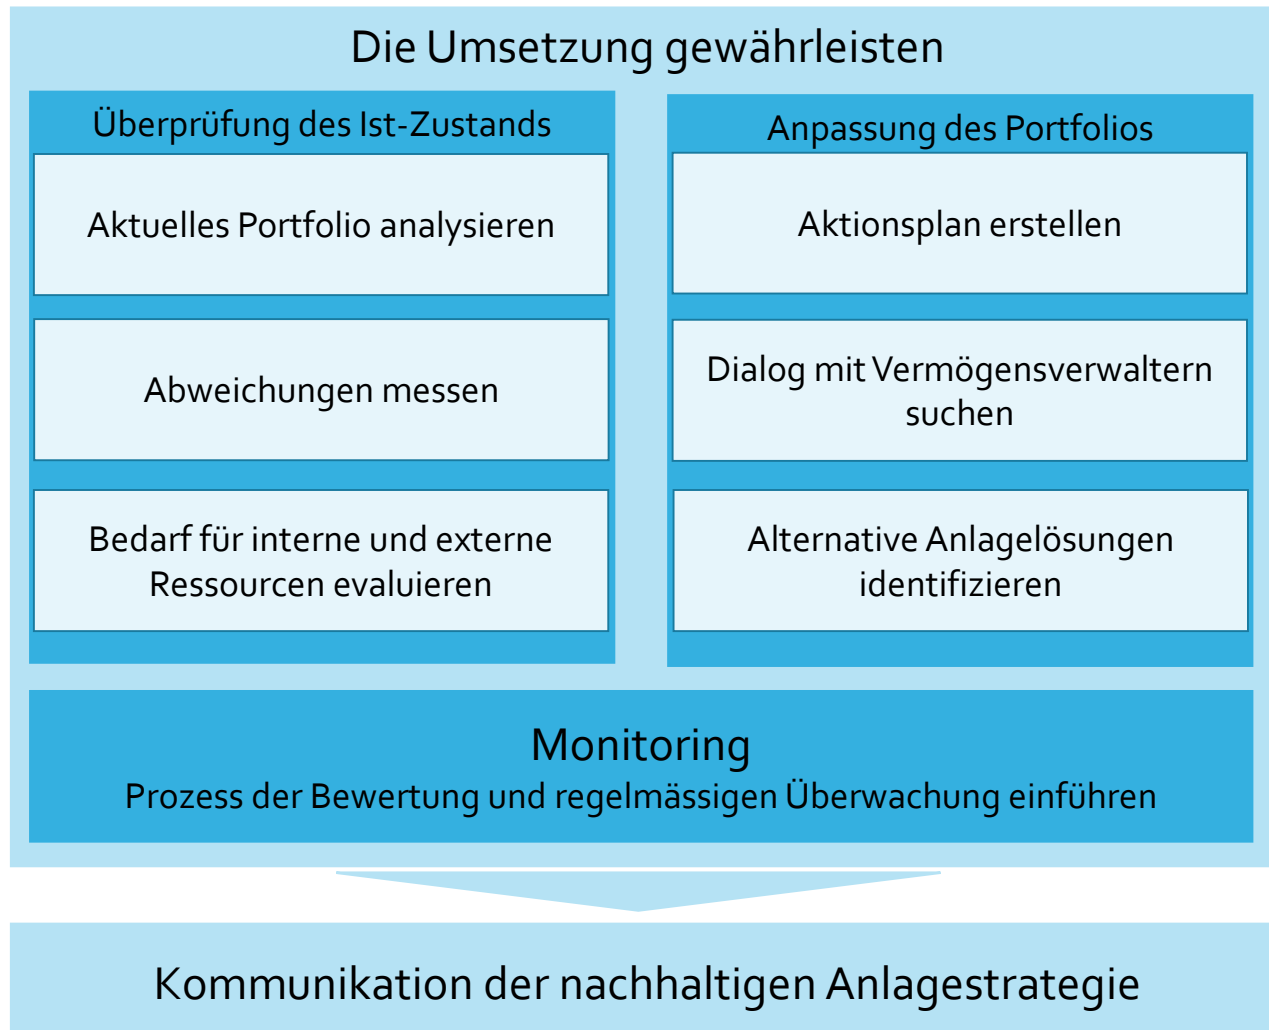 Die Umsetzung gewährleisten
Überprüfung des Ist-Zustands
Aktuelles Portfolio analysieren
Abweichungen messen
Bedarf für interne und externe
Ressourcen evaluieren
Anpassung des Portfolios
Aktionsplan erstellen
Dialog mit Vermögensverwaltern
suchen
Alternative Anlagelösungen
identifizieren
Monitoring
Prozess der Bewertung und regelmässigen Überwachung einführen
Kommunikation der nachhaltigen Anlagestrategie